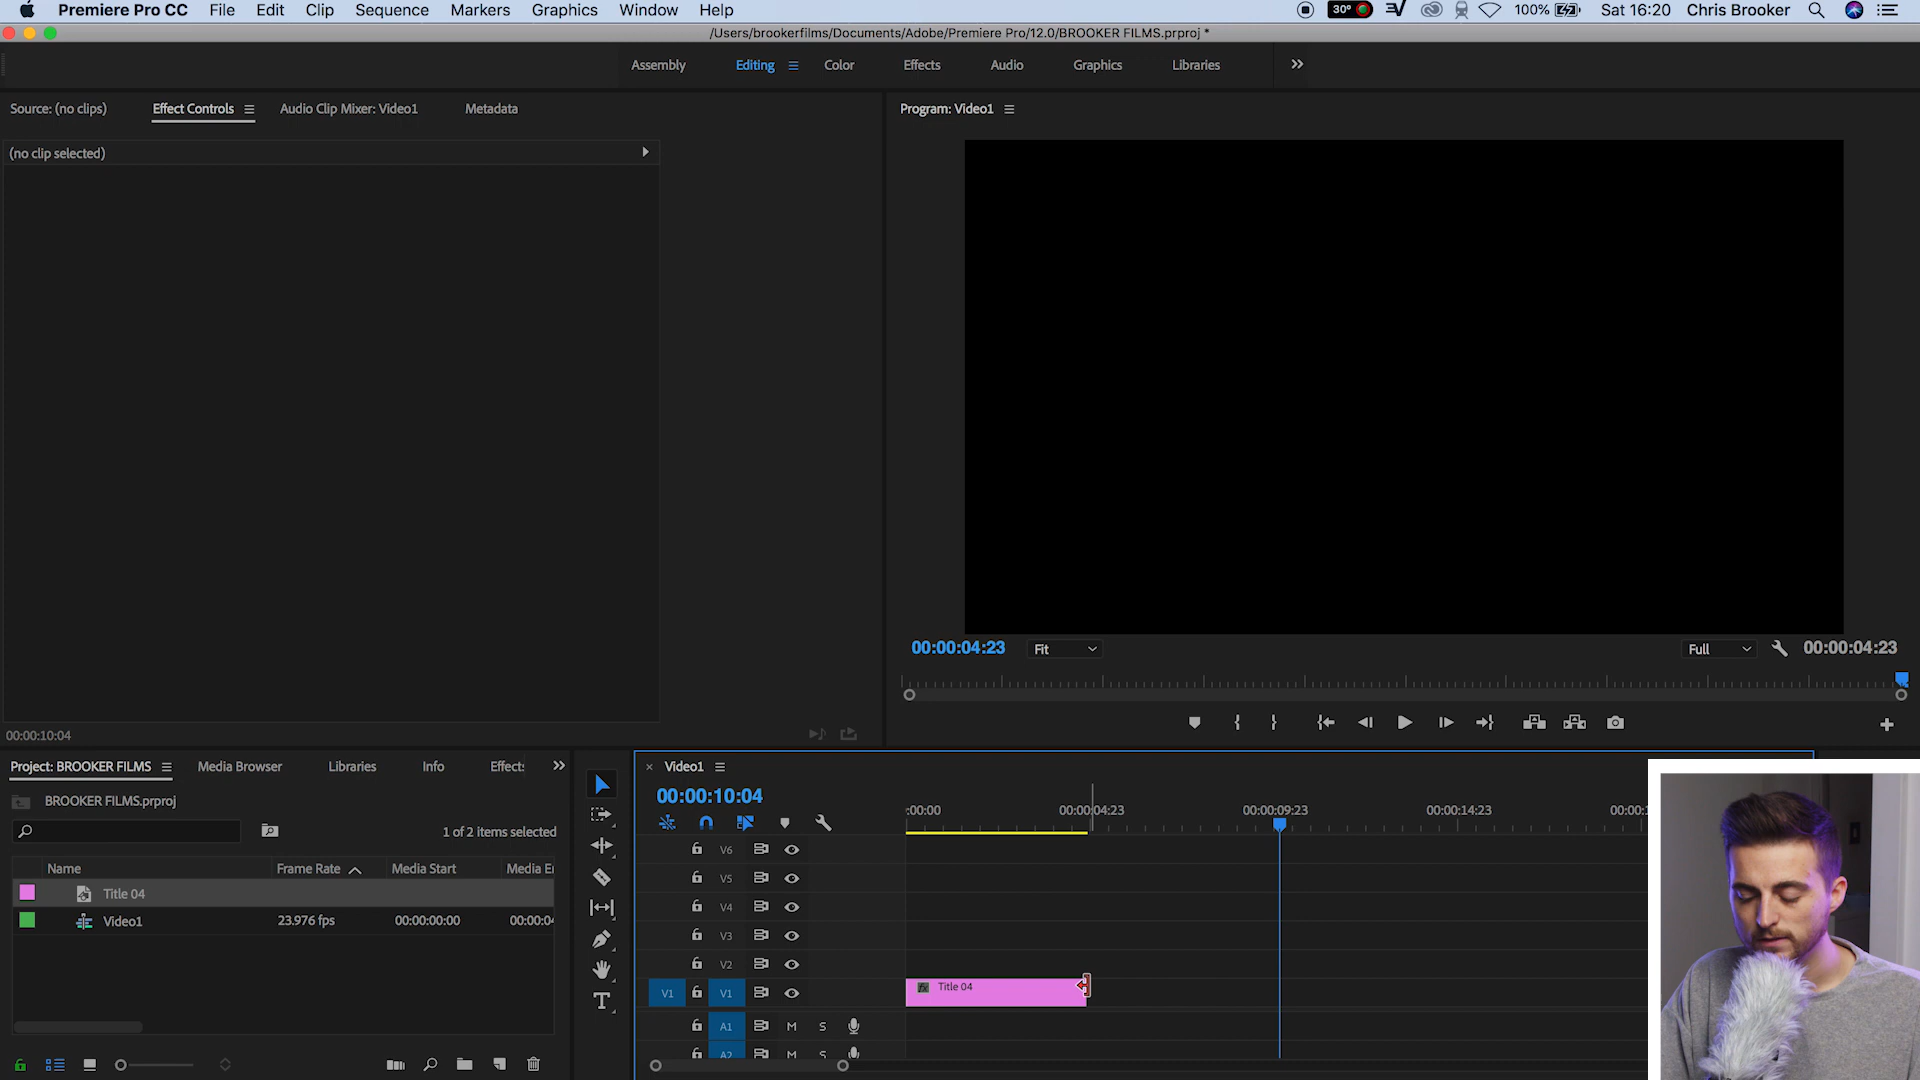 Premiere Pro CC File Edit Clip Sequence Markers Graphics Window Help 30° 100% Sat 16:20 Chris Brooker
/Users/brookerfilms/Documents/Adobe/Premiere Pro/12.0/BROOKER FILMS.prproj *
Assembly Editing Color Effects Audio Graphics Libraries
Source: (no clips) Effect Controls Audio Clip Mixer: Video1 Metadata
Program: Video1
(no clip selected)
00:00:04:23 Fit Full 00:00:04:23
00:00:10:04
Project: BROOKER FILMS Media Browser Libraries Info Effects
BROOKER FILMS.prproj
1 of 2 items selected
Name Frame Rate Media Start Media En
Title 04
Video1 23.976 fps 00:00:00:00 00:00:04
Video1
00:00:10:04
:00:00 00:00:04:23 00:00:09:23 00:00:14:23 00:00:1
V6
V5
V4
V3
V2
V1 V1 Title 04
A1 M S
A2 M S